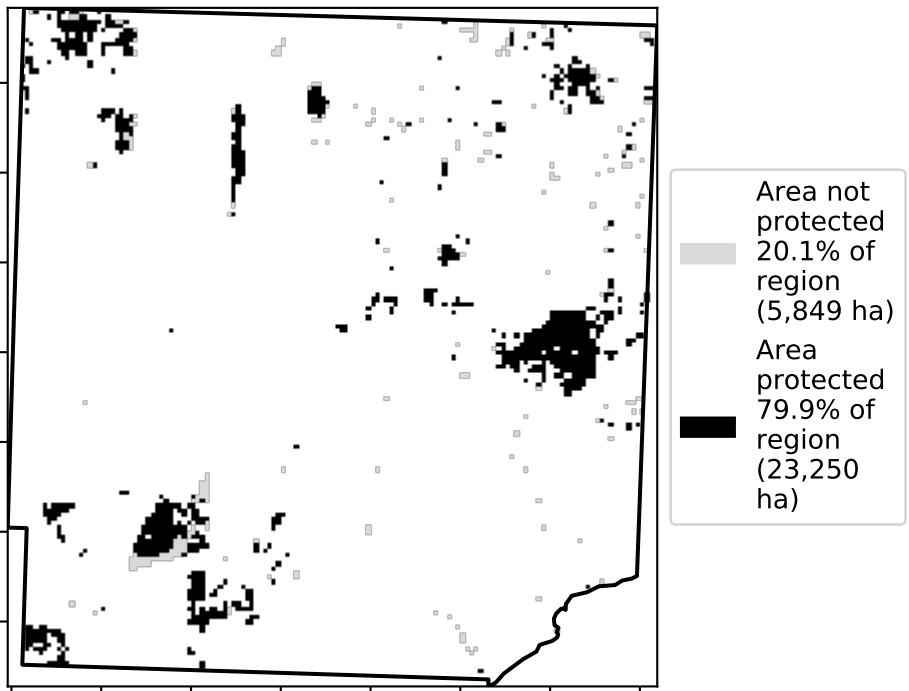 Area not
protected
20.1% of
region
(5,849 ha)
Area
protected
79.9% of
region
(23,250
ha)